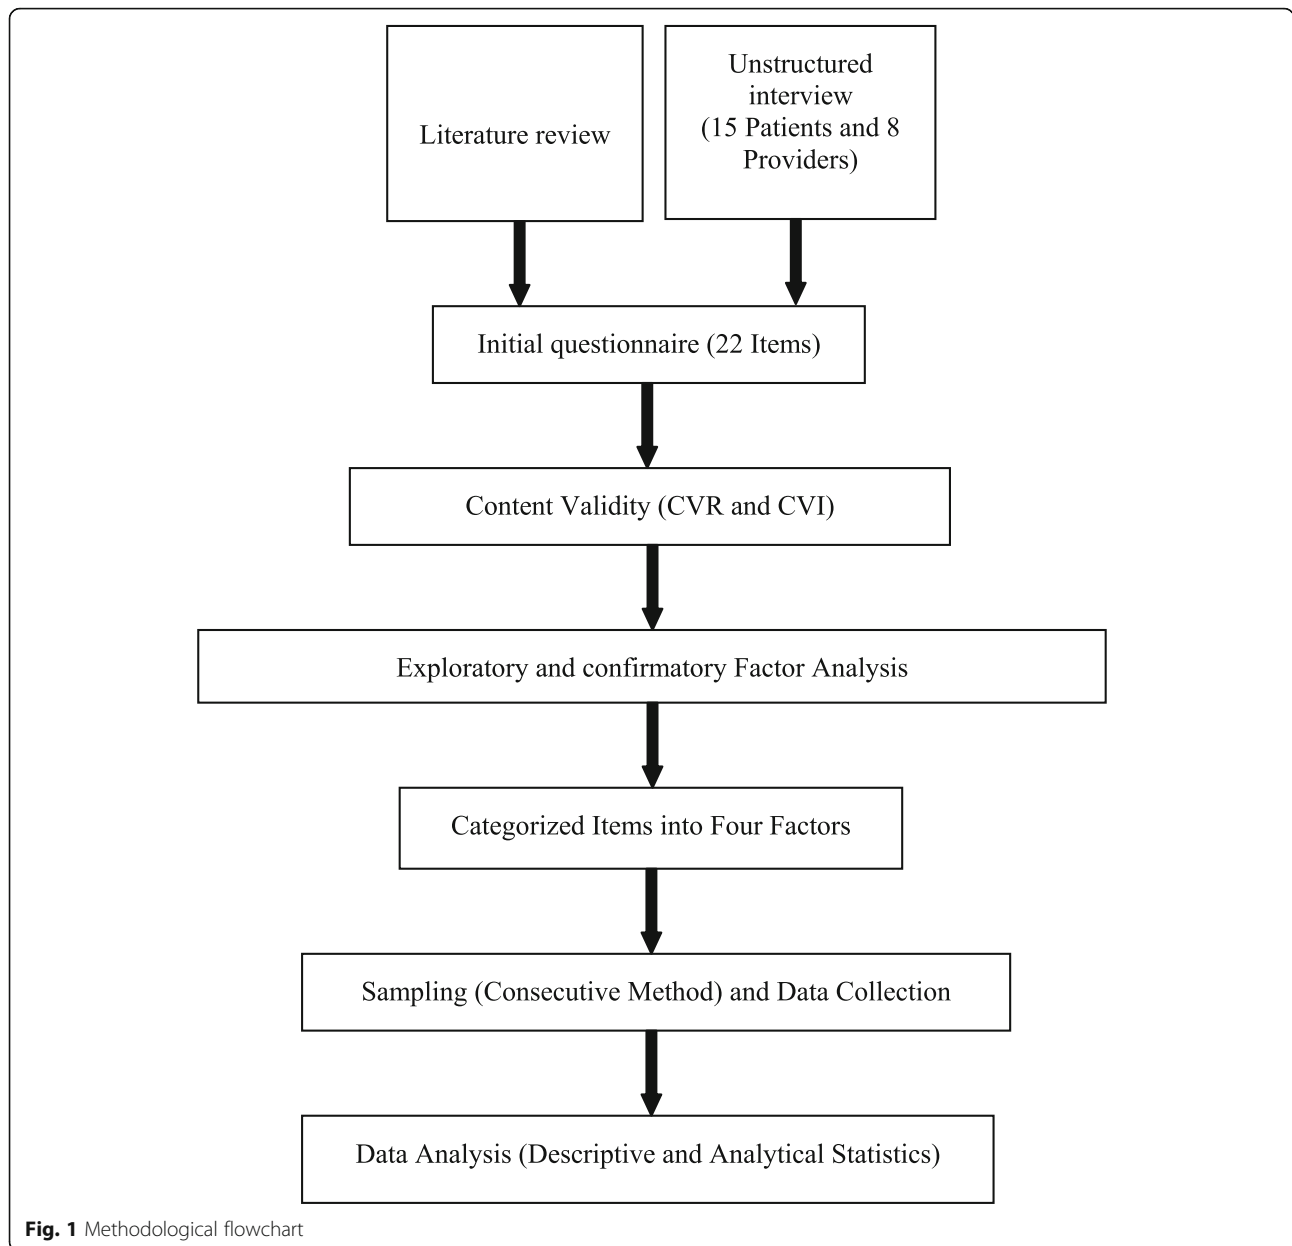 Literature review
Unstructured
interview
(15 Patients and 8
Providers)
Initial questionnaire (22 Items)
Content Validity (CVR and CVI)
Exploratory and confirmatory Factor Analysis
Categorized Items into Four Factors
Sampling (Consecutive Method) and Data Collection
Data Analysis (Descriptive and Analytical Statistics)
Fig. 1 Methodological flowchart